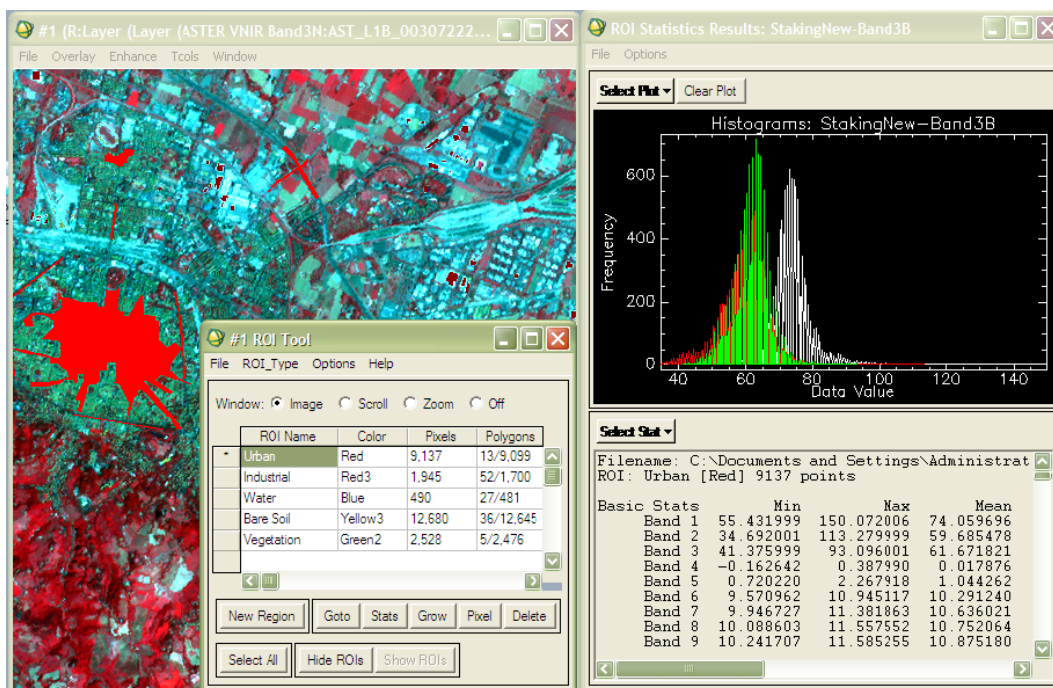 #1 (R:Layer (Layer (ASTER VNIR Band3N:AST_L1B_00307222...
File Overlay Enhance Tools Window
#1 ROI Tool
File ROI_Type Options Help
Window: Image Scroll Zoom Off
ROI Name Color Pixels Polygons
* Urban Red 9,137 13/9,099
Industrial Red3 1,945 52/1,700
Water Blue 490 27/481
Bare Soil Yellow3 12,680 36/12,645
Vegetation Green2 2,528 5/2,476
New Region Goto Stats Grow Pixel Delete
Select All Hide ROIs Show ROIs
ROI Statistics Results: StakingNew-Band3B
File Options
Select Plot Clear Plot
Histograms: StakingNew-Band3B
Frequency
600
400
200
0
40 60 80 100 120 140
Data Value
Select Stat
Filename: C:\Documents and Settings\Administrat
ROI: Urban [Red] 9137 points
Basic Stats Min Max Mean
Band 1 55.431999 150.072006 74.059696
Band 2 34.692001 113.279999 59.685478
Band 3 41.375999 93.096001 61.671821
Band 4 -0.162642 0.387990 0.017876
Band 5 0.720220 2.267918 1.044262
Band 6 9.570962 10.945117 10.291240
Band 7 9.946727 11.381863 10.636021
Band 8 10.088603 11.557552 10.752064
Band 9 10.241707 11.585255 10.875180